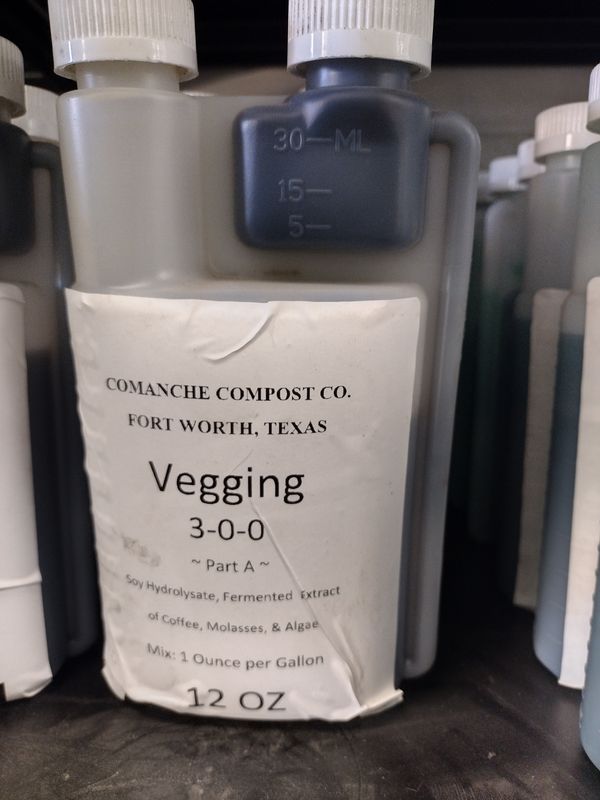 30 ML
15
5
COMANCHE COMPOST CO.
FORT WORTH, TEXAS
Vegging
3-0-0
~ Part A ~
Soy Hydrolysate, Fermented Extract
of Coffee, Molasses, & Algae
Mix: 1 Ounce per Gallon
12 OZ